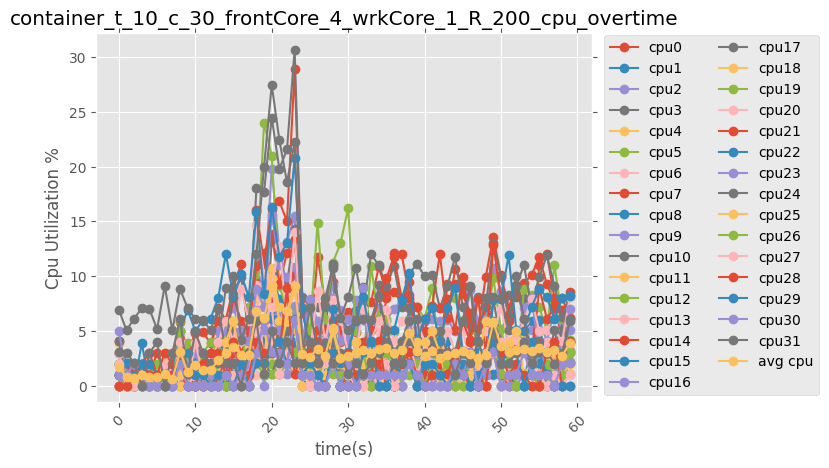 container_t_10_c_30_frontCore_4_wrkCore_1_R_200_cpu_overtime
Cpu Utilization %
30
25
20
15
10
5
0
0
10
20
30
40
50
60
time(s)
cpu0
cpu1
cpu2
cpu3
cpu4
cpu5
cpu6
cpu7
cpu8
cpu9
cpu10
cpu11
cpu12
cpu13
cpu14
cpu15
cpu16
cpu17
cpu18
cpu19
cpu20
cpu21
cpu22
cpu23
cpu24
cpu25
cpu26
cpu27
cpu28
cpu29
cpu30
cpu31
avg cpu